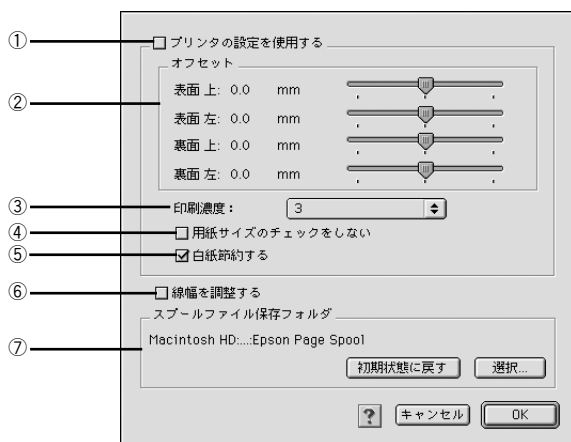 ① プリンタの設定を使用する
オフセット
② 表面 上: 0.0 mm
表面 左: 0.0 mm
裏面 上: 0.0 mm
裏面 左: 0.0 mm
③ 印刷濃度： 3
④ 用紙サイズのチェックをしない
⑤ 白紙節約する
⑥ 線幅を調整する
スプールファイル保存フォルダ
⑦ Macintosh HD:...:Epson Page Spool
初期状態に戻す 選択...
? キャンセル OK